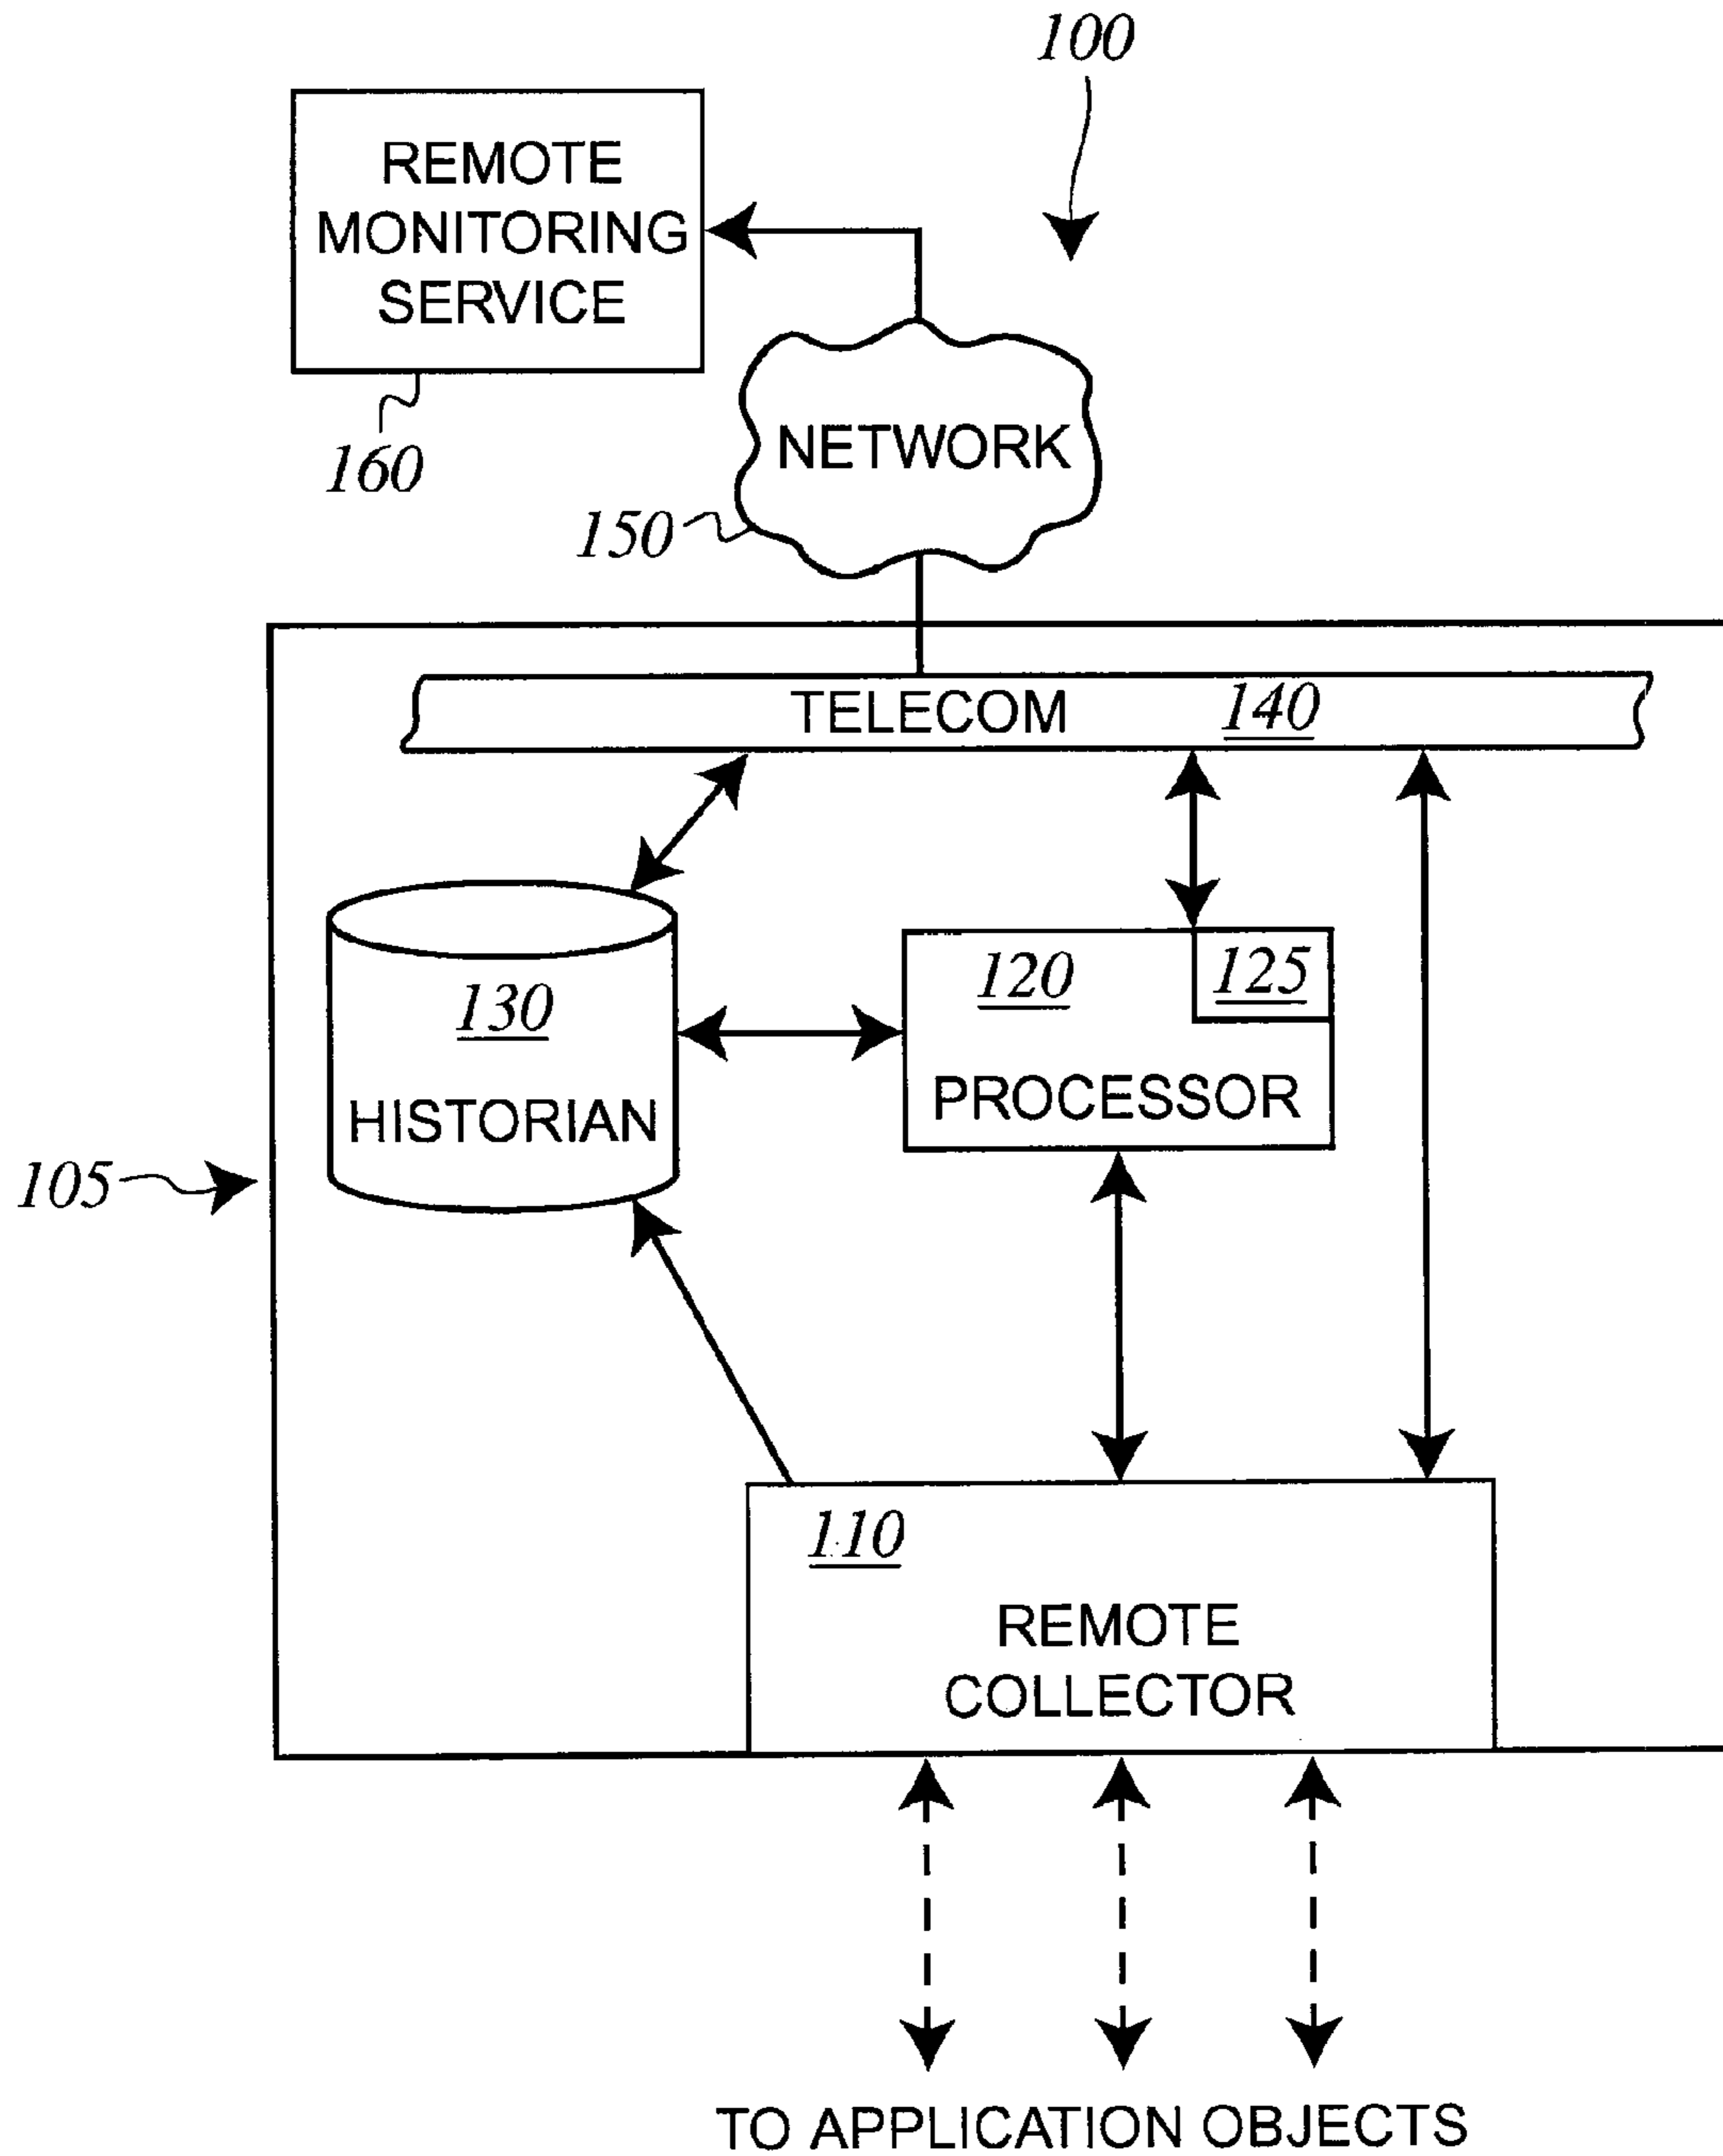 100
REMOTE
MONITORING
SERVICE
160
NETWORK
150
TELECOM 140
130
HISTORIAN
120
125
PROCESSOR
105
110
REMOTE
COLLECTOR
TO APPLICATION OBJECTS